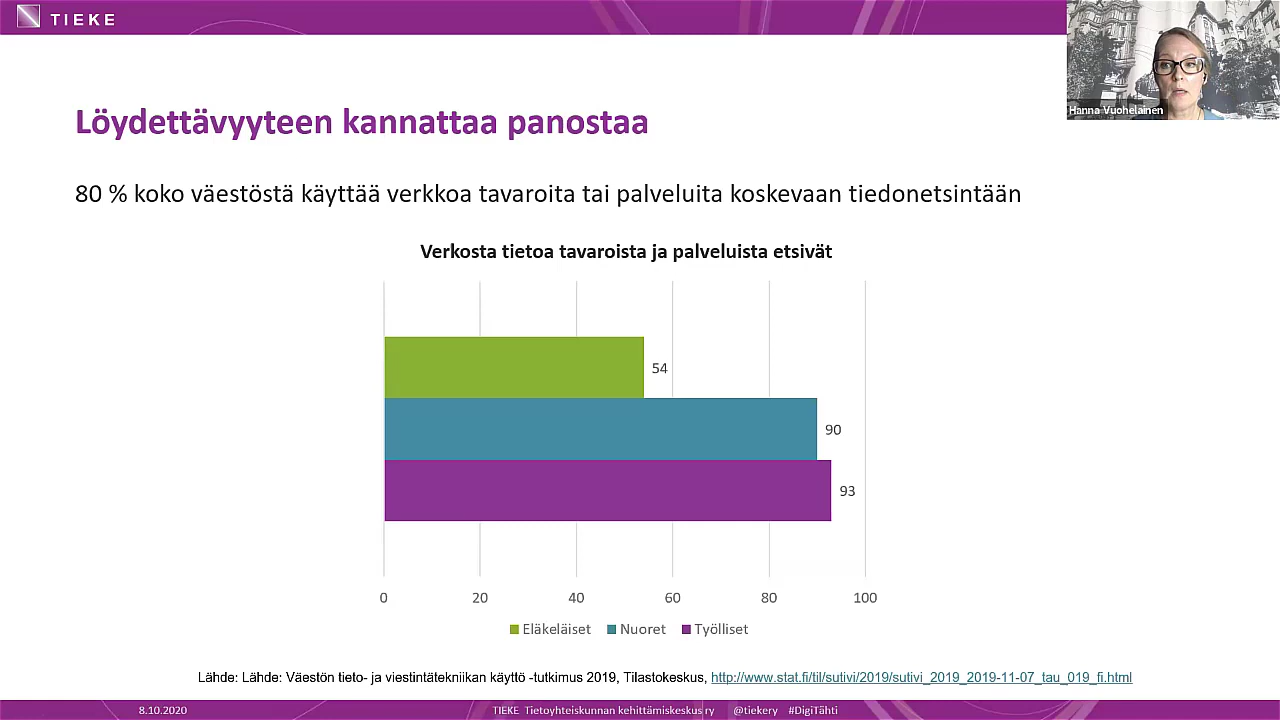 TIEKE
Hanna Vuohelainen
Löydettävyyteen kannattaa panostaa
80 % koko väestöstä käyttää verkkoa tavaroita tai palveluita koskevaan tiedonetsintään
Verkosta tietoa tavaroista ja palveluista etsivät
54
90
93
0 20 40 60 80 100
Eläkeläiset Nuoret Työlliset
Lähde: Lähde: Väestön tieto- ja viestintätekniikan käyttö -tutkimus 2019, Tilastokeskus, http://www.stat.fi/til/sutivi/2019/sutivi_2019_2019-11-07_tau_019_fi.html
8.10.2020 TIEKE Tietoyhteiskunnan kehittämiskeskus ry @tiekery #DigiTähti